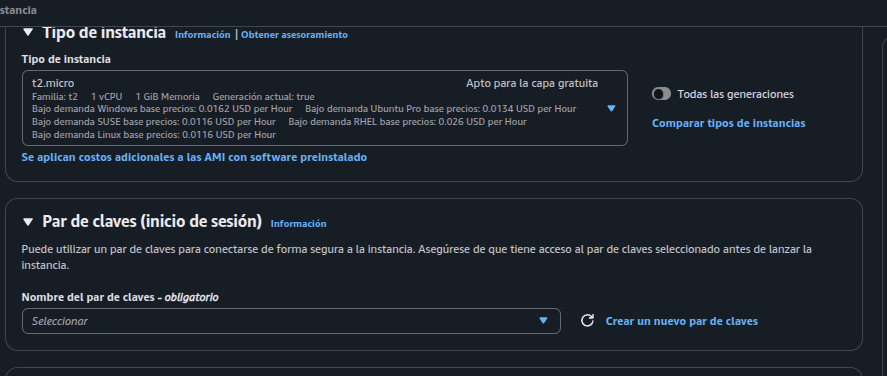 stancia
Tipo de instancia Información | Obtener asesoramiento
Tipo de instancia
t2.micro Apto para la capa gratuita
Familia: t2 1 vCPU 1 GiB Memoria Generación actual: true
Bajo demanda Windows base precios: 0.0162 USD per Hour Bajo demanda Ubuntu Pro base precios: 0.0134 USD per Hour
Bajo demanda SUSE base precios: 0.0116 USD per Hour Bajo demanda RHEL base precios: 0.026 USD per Hour
Bajo demanda Linux base precios: 0.0116 USD per Hour
Todas las generaciones
Comparar tipos de instancias
Se aplican costos adicionales a las AMI con software preinstalado
Par de claves (inicio de sesión) Información
Puede utilizar un par de claves para conectarse de forma segura a la instancia. Asegúrese de que tiene acceso al par de claves seleccionado antes de lanzar la
instancia.
Nombre del par de claves - obligatorio
Seleccionar
Crear un nuevo par de claves